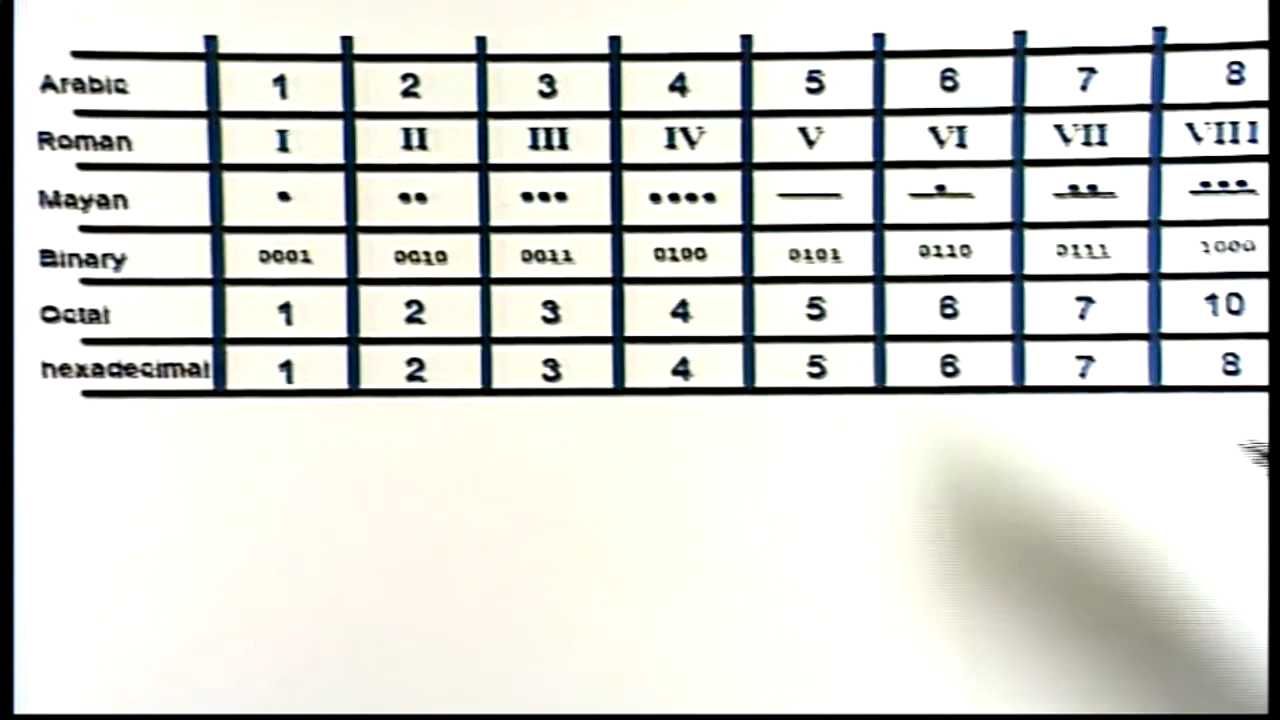 Arabic 1 2 3 4 5 6 7 8
Roman I II III IV V VI VII VIII
Mayan • •• ••• •••• — •̲ ••̲ •••̲
Binary 0001 0010 0011 0100 0101 0110 0111 1000
Octal 1 2 3 4 5 6 7 10
hexadecimal 1 2 3 4 5 6 7 8